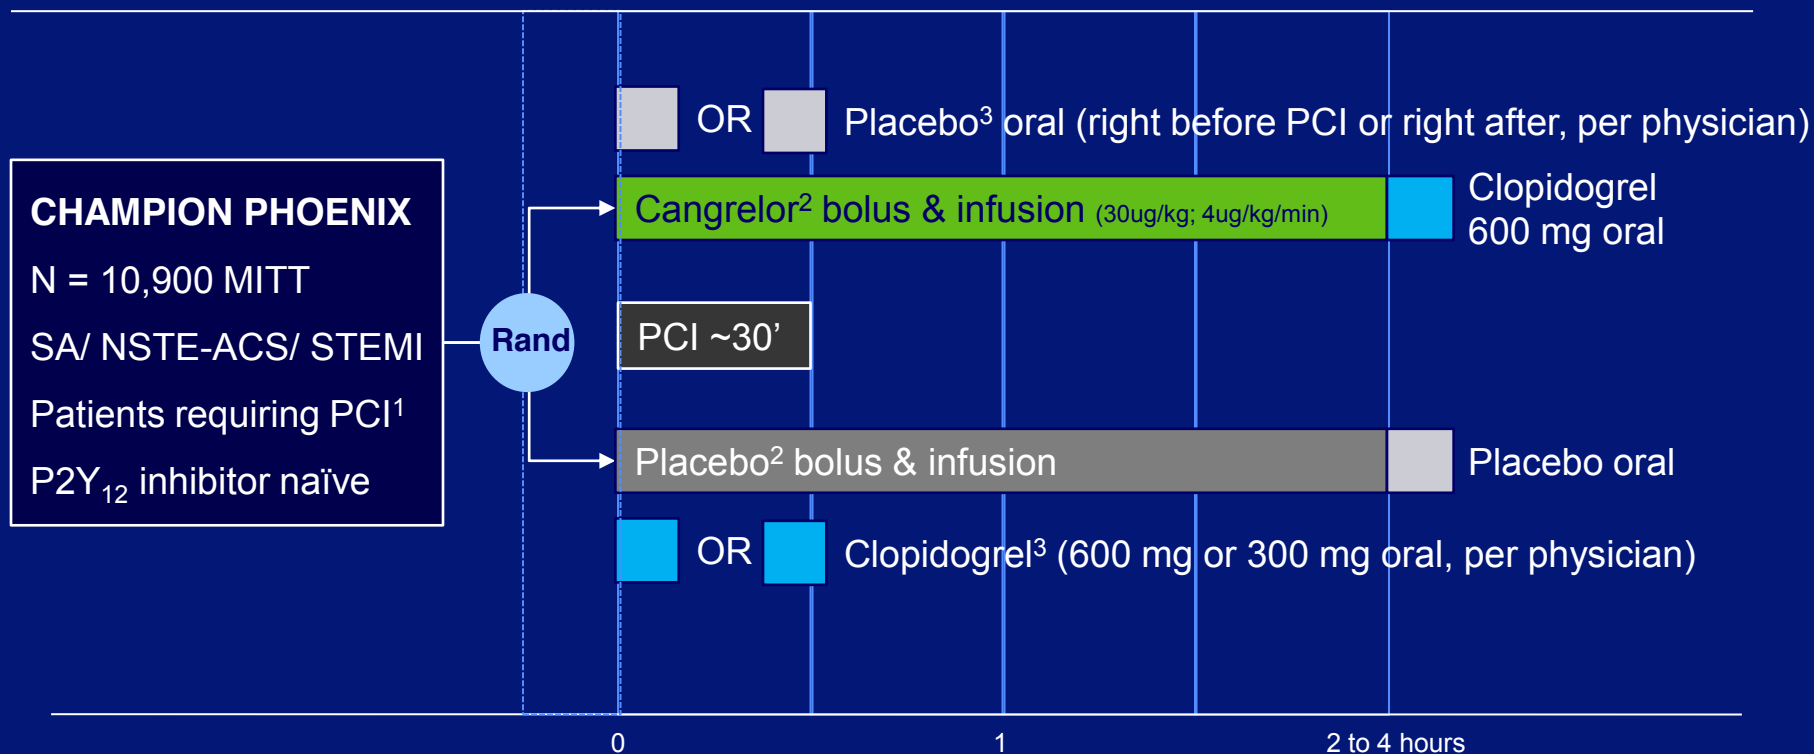 OR Placebo³ oral (right before PCI or right after, per physician)
CHAMPION PHOENIX
N = 10,900 MITT
SA/ NSTE-ACS/ STEMI
Patients requiring PCI¹
P2Y₁₂ inhibitor naïve
Rand
Cangrelor² bolus & infusion (30ug/kg; 4ug/kg/min)
Clopidogrel
600 mg oral
PCI ~30’
Placebo² bolus & infusion
Placebo oral
OR Clopidogrel³ (600 mg or 300 mg oral, per physician)
0 1 2 to 4 hours